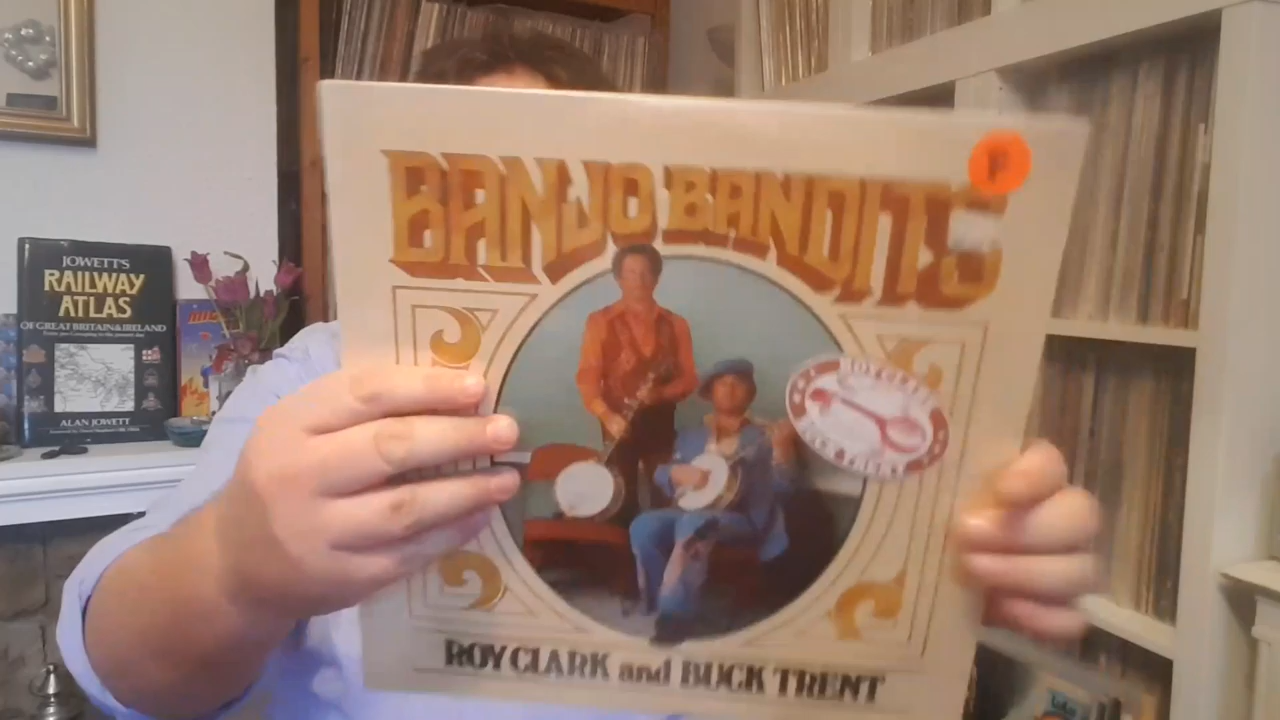 BANJO BANDITS
F
ROY CLARK and BUCK TRENT
JOWETT'S
RAILWAY
ATLAS
OF GREAT BRITAIN & IRELAND
ALAN JOWETT